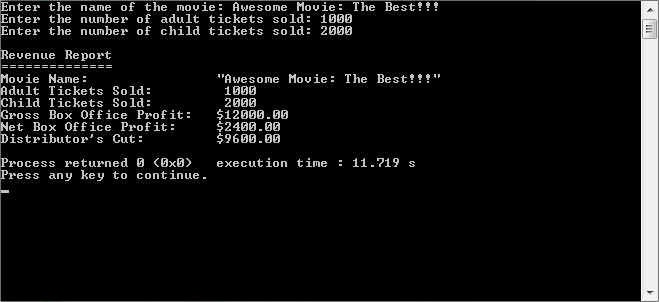 Enter the name of the movie: Awesome Movie: The Best!!!
Enter the number of adult tickets sold: 1000
Enter the number of child tickets sold: 2000
Revenue Report
==============
Movie Name:                "Awesome Movie: The Best!!!"
Adult Tickets Sold:         1000
Child Tickets Sold:         2000
Gross Box Office Profit:   $12000.00
Net Box Office Profit:     $2400.00
Distributor's Cut:         $9600.00
Process returned 0 (0x0)   execution time : 11.719 s
Press any key to continue.